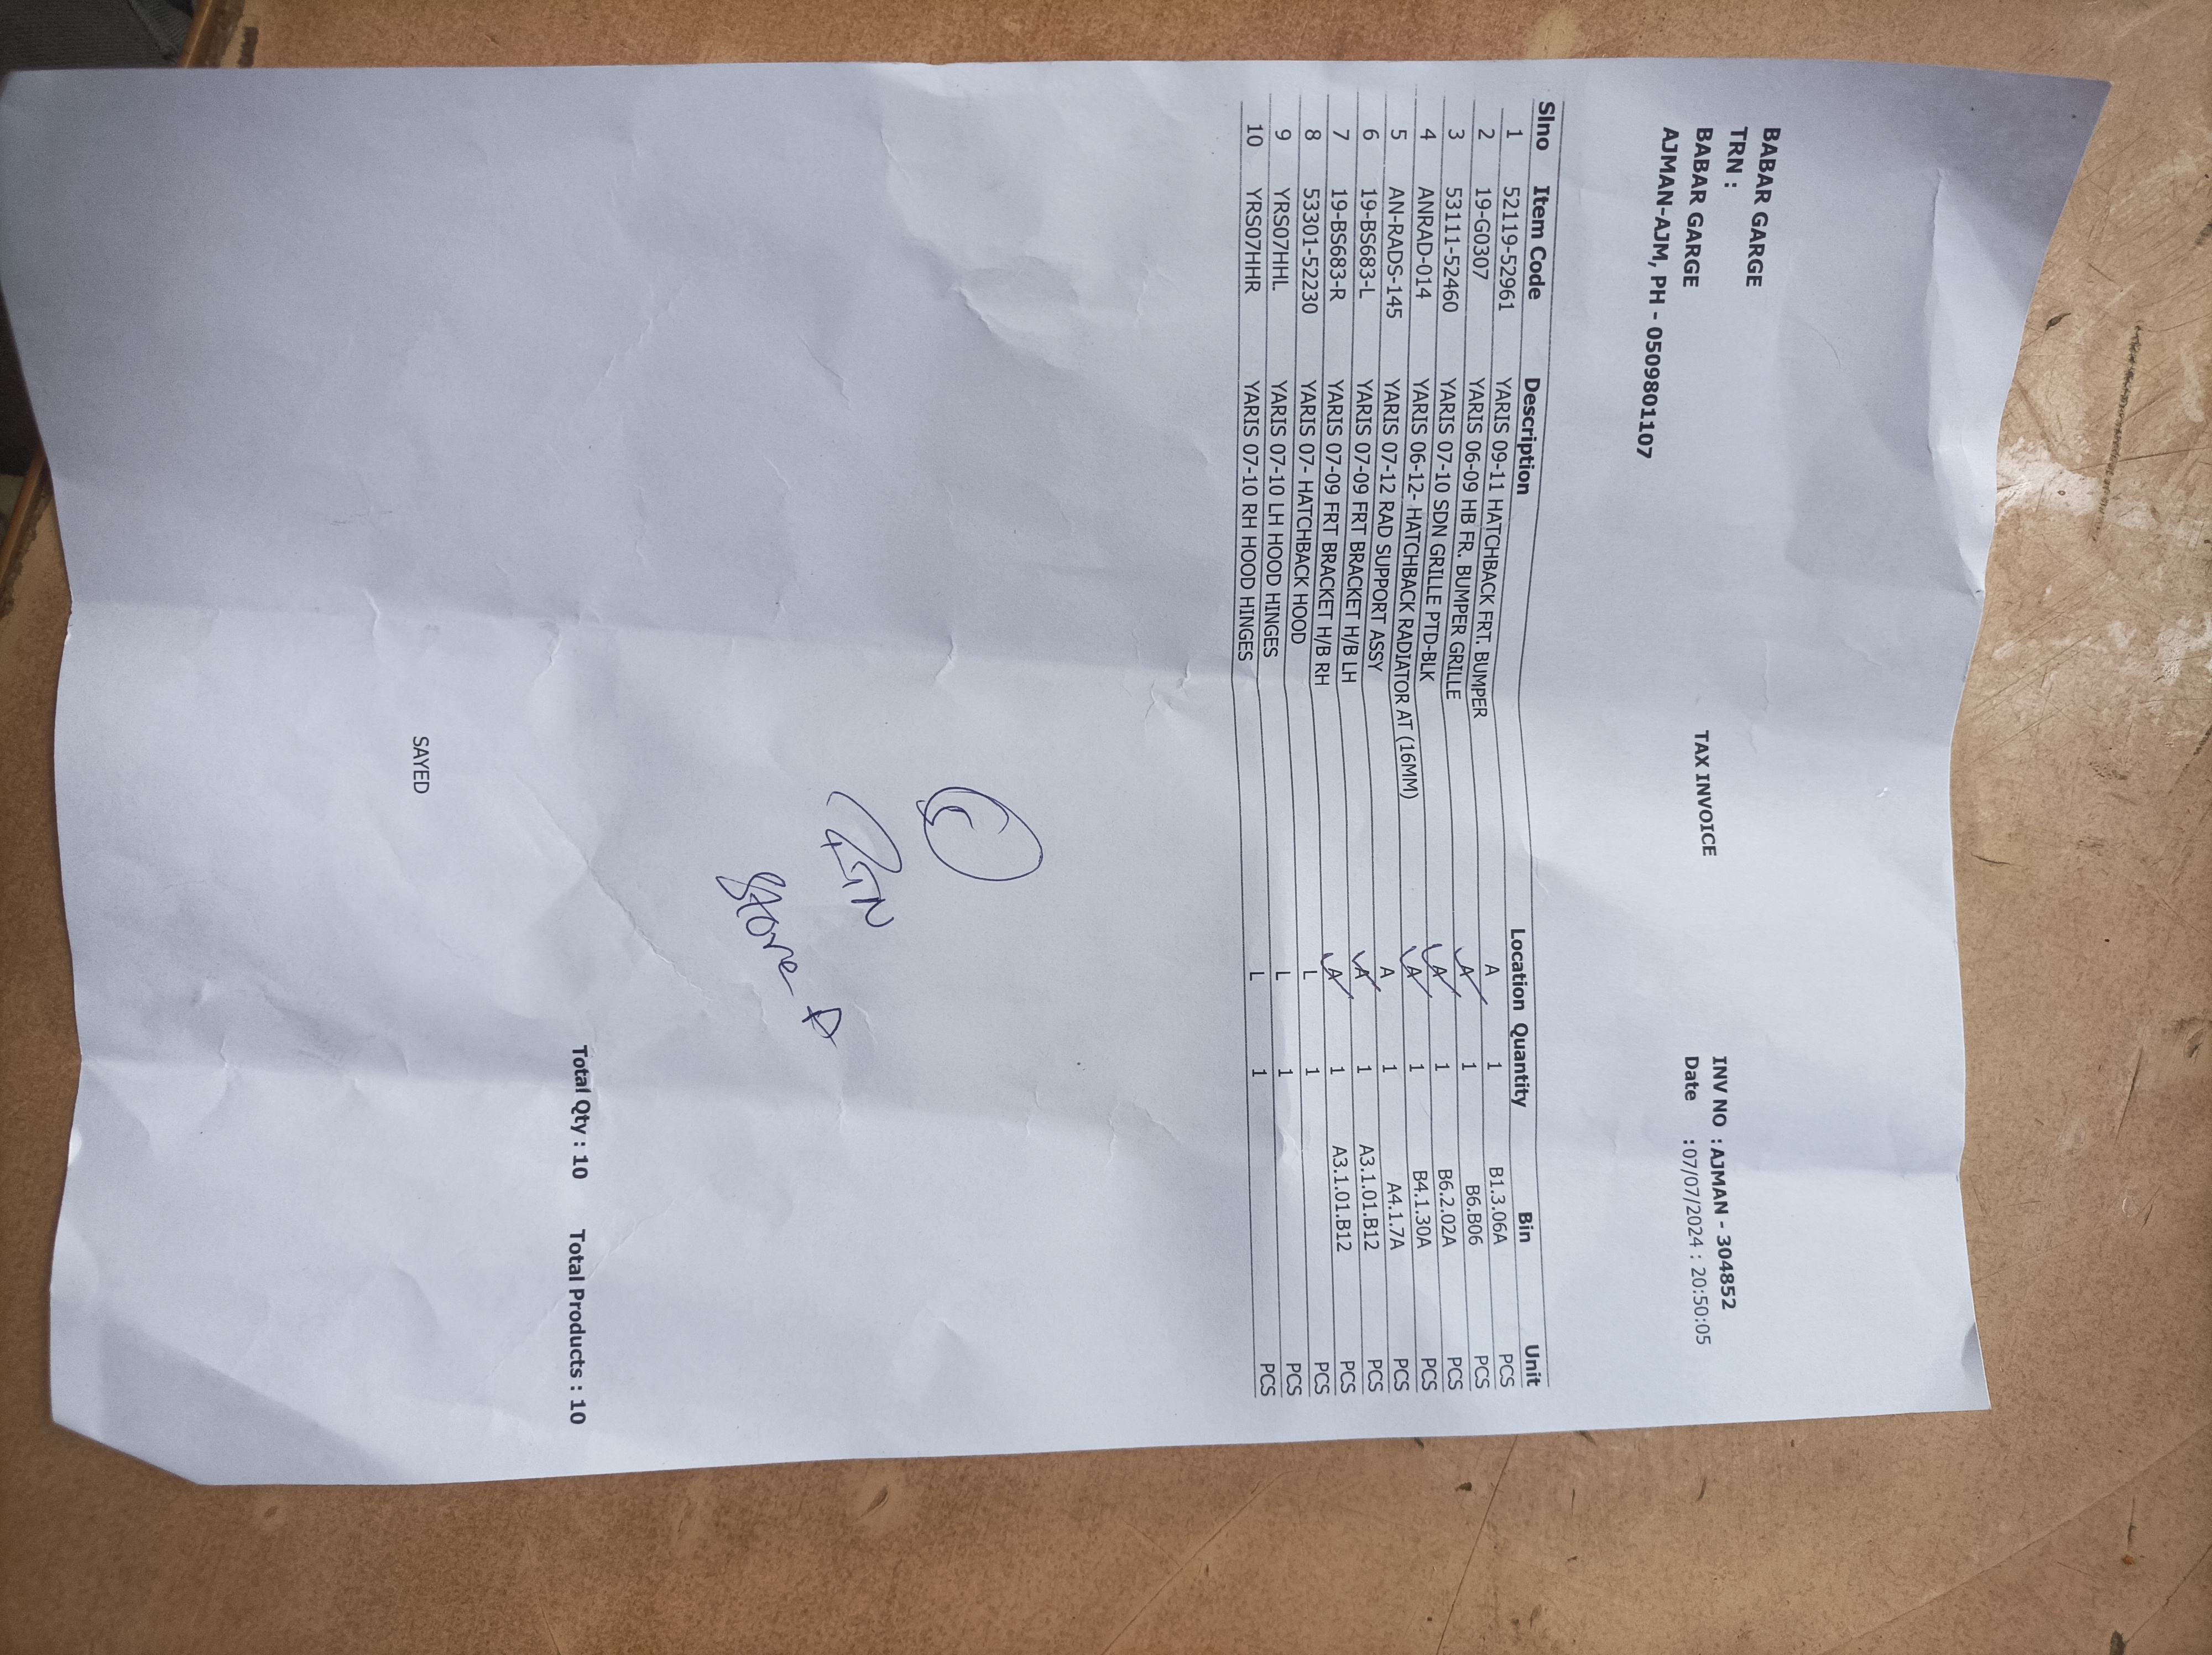 BABAR GARGE
TRN :
BABAR GARGE
AJMAN-AJM, PH - 0509801107
TAX INVOICE
INV NO : AJMAN - 304852
Date : 07/07/2024 : 20:50:05
Slno Item Code Description Location Quantity Bin Unit
1 52119-52961 YARIS 09-11 HATCHBACK FRT. BUMPER A 1 B1.3.06A PCS
2 19-G0307 YARIS 06-09 HB FR. BUMPER GRILLE A 1 B6.B06 PCS
3 53111-52460 YARIS 07-10 SDN GRILLE PTD-BLK A 1 B6.2.02A PCS
4 ANRAD-014 YARIS 06-12- HATCHBACK RADIATOR AT (16MM) A 1 B4.1.30A PCS
5 AN-RADS-145 YARIS 07-12 RAD SUPPORT ASSY A 1 A4.1.7A PCS
6 19-BS683-L YARIS 07-09 FRT BRACKET H/B LH A 1 A3.1.01.B12 PCS
7 19-BS683-R YARIS 07-09 FRT BRACKET H/B RH A 1 A3.1.01.B12 PCS
8 53301-52230 YARIS 07- HATCHBACK HOOD L 1 PCS
9 YRS07HHL YARIS 07-10 LH HOOD HINGES L 1 PCS
10 YRS07HHR YARIS 07-10 RH HOOD HINGES L 1 PCS
Store A
Total Qty : 10 Total Products : 10
SAYED